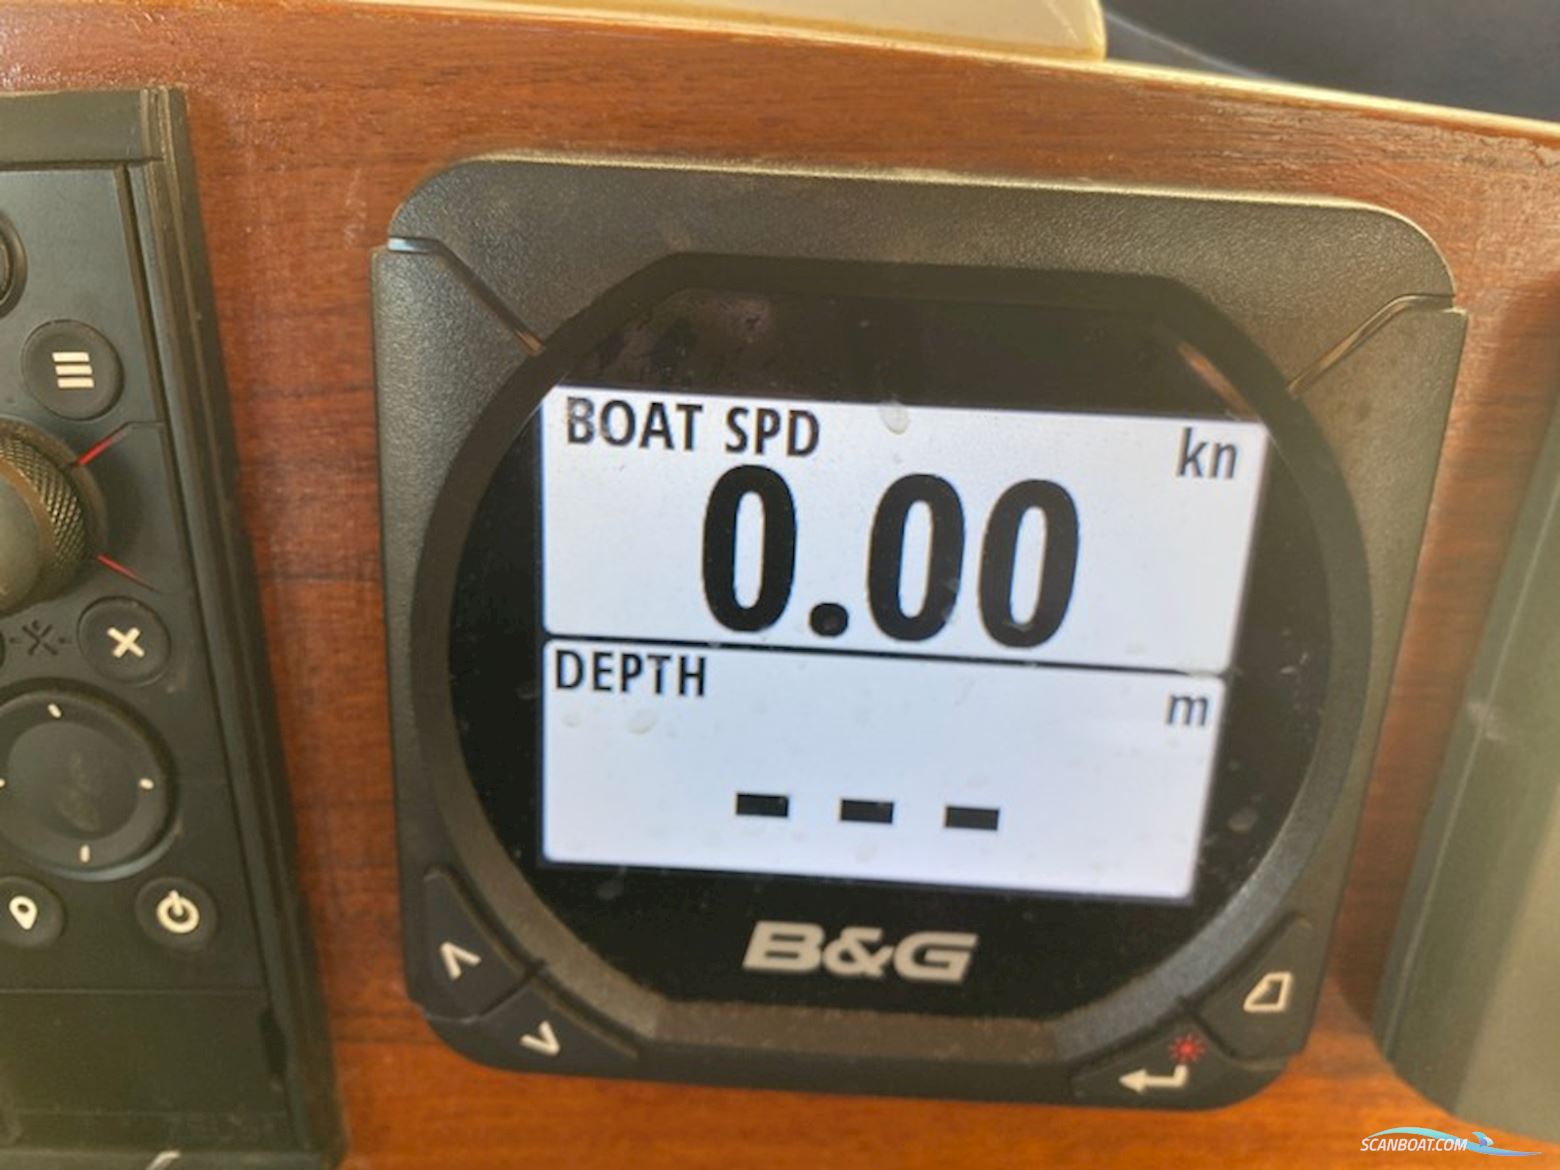 BOAT SPD
kn
0.00
DEPTH
m
- - -
B&G
SCANBOAT.COM